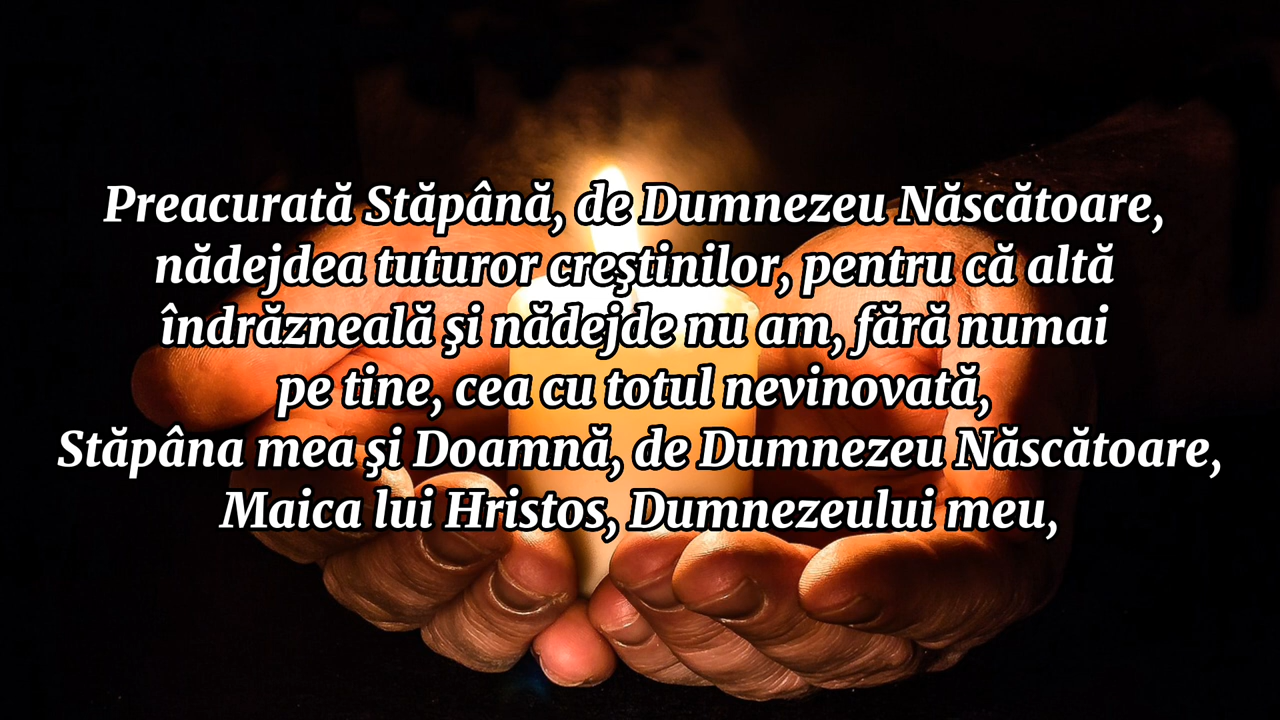 Preacurată Stăpână, de Dumnezeu Născătoare,
nădejdea tuturor creştinilor, pentru că altă
îndrăzneală şi nădejde nu am, fără numai
pe tine, cea cu totul nevinovată,
Stăpâna mea şi Doamnă, de Dumnezeu Născătoare,
Maica lui Hristos, Dumnezeului meu,